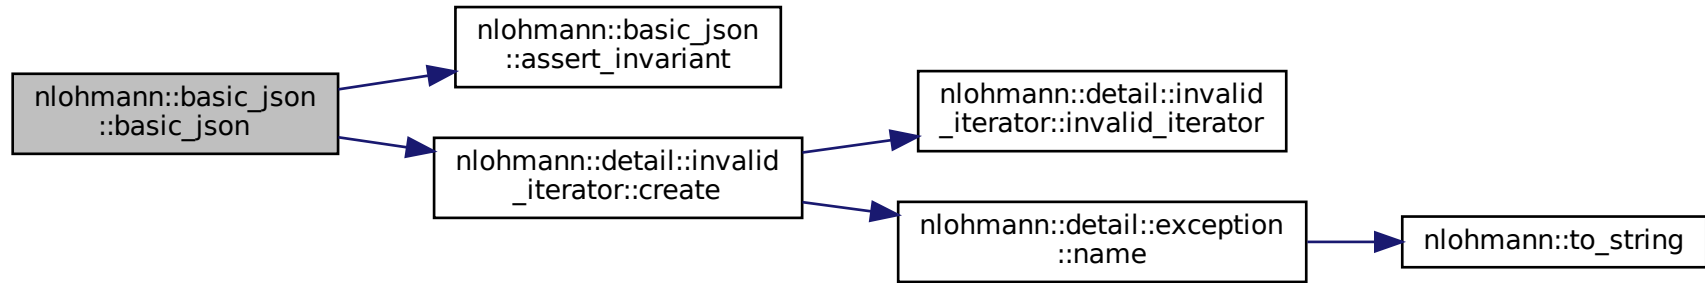 nlohmann::basic_json
::basic_json
nlohmann::basic_json
::assert_invariant
nlohmann::detail::invalid
_iterator::create
nlohmann::detail::invalid
_iterator::invalid_iterator
nlohmann::detail::exception
::name
nlohmann::to_string